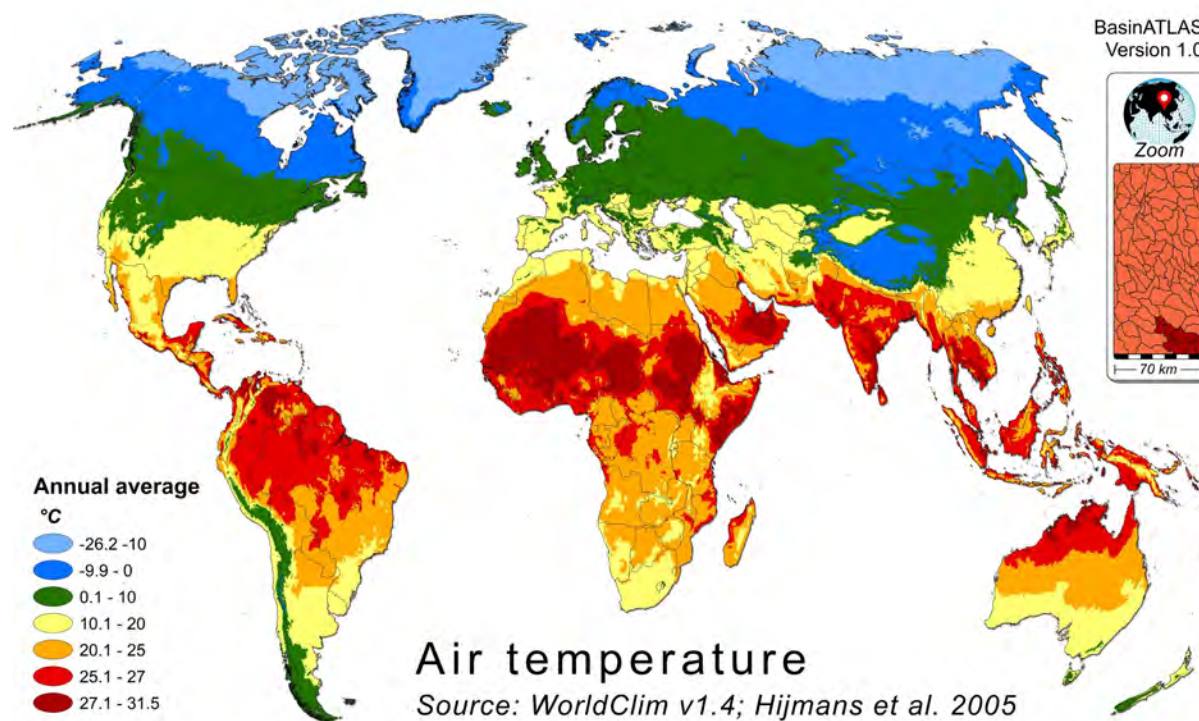 BasinATLAS
Version 1.0
Zoom
70 km
Annual average
°C
-26.2 -10
-9.9 - 0
0.1 - 10
10.1 - 20
20.1 - 25
25.1 - 27
27.1 - 31.5
Air temperature
Source: WorldClim v1.4; Hijmans et al. 2005